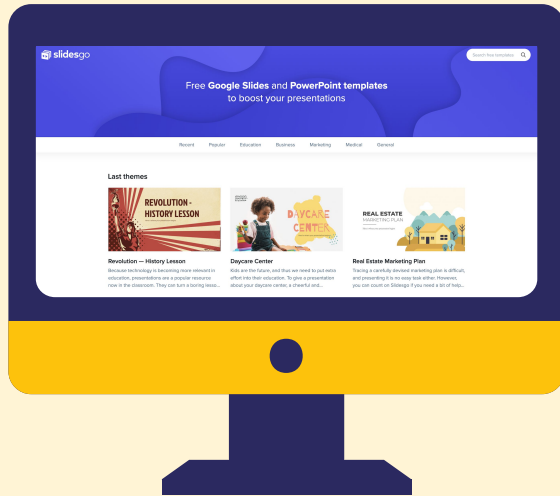 slidesgo
Search free templates
Free Google Slides and PowerPoint templates
to boost your presentations
Recent Popular Education Business Marketing Medical General
Last themes
REVOLUTION -
HISTORY LESSON
DAYCARE
CENTER
REAL ESTATE
MARKETING PLAN
Revolution — History Lesson
Because technology is becoming more relevant in
education, presentations are a popular resource
now in the classroom. They can turn a boring lesso...
Daycare Center
Kids are the future, and thus we need to put extra
effort into their education. To give a presentation
about your daycare center, a cheerful and...
Real Estate Marketing Plan
Tracing a carefully devised marketing plan is difficult,
and presenting it is no easy task either. However,
you can count on Slidesgo if you need a bit of help...